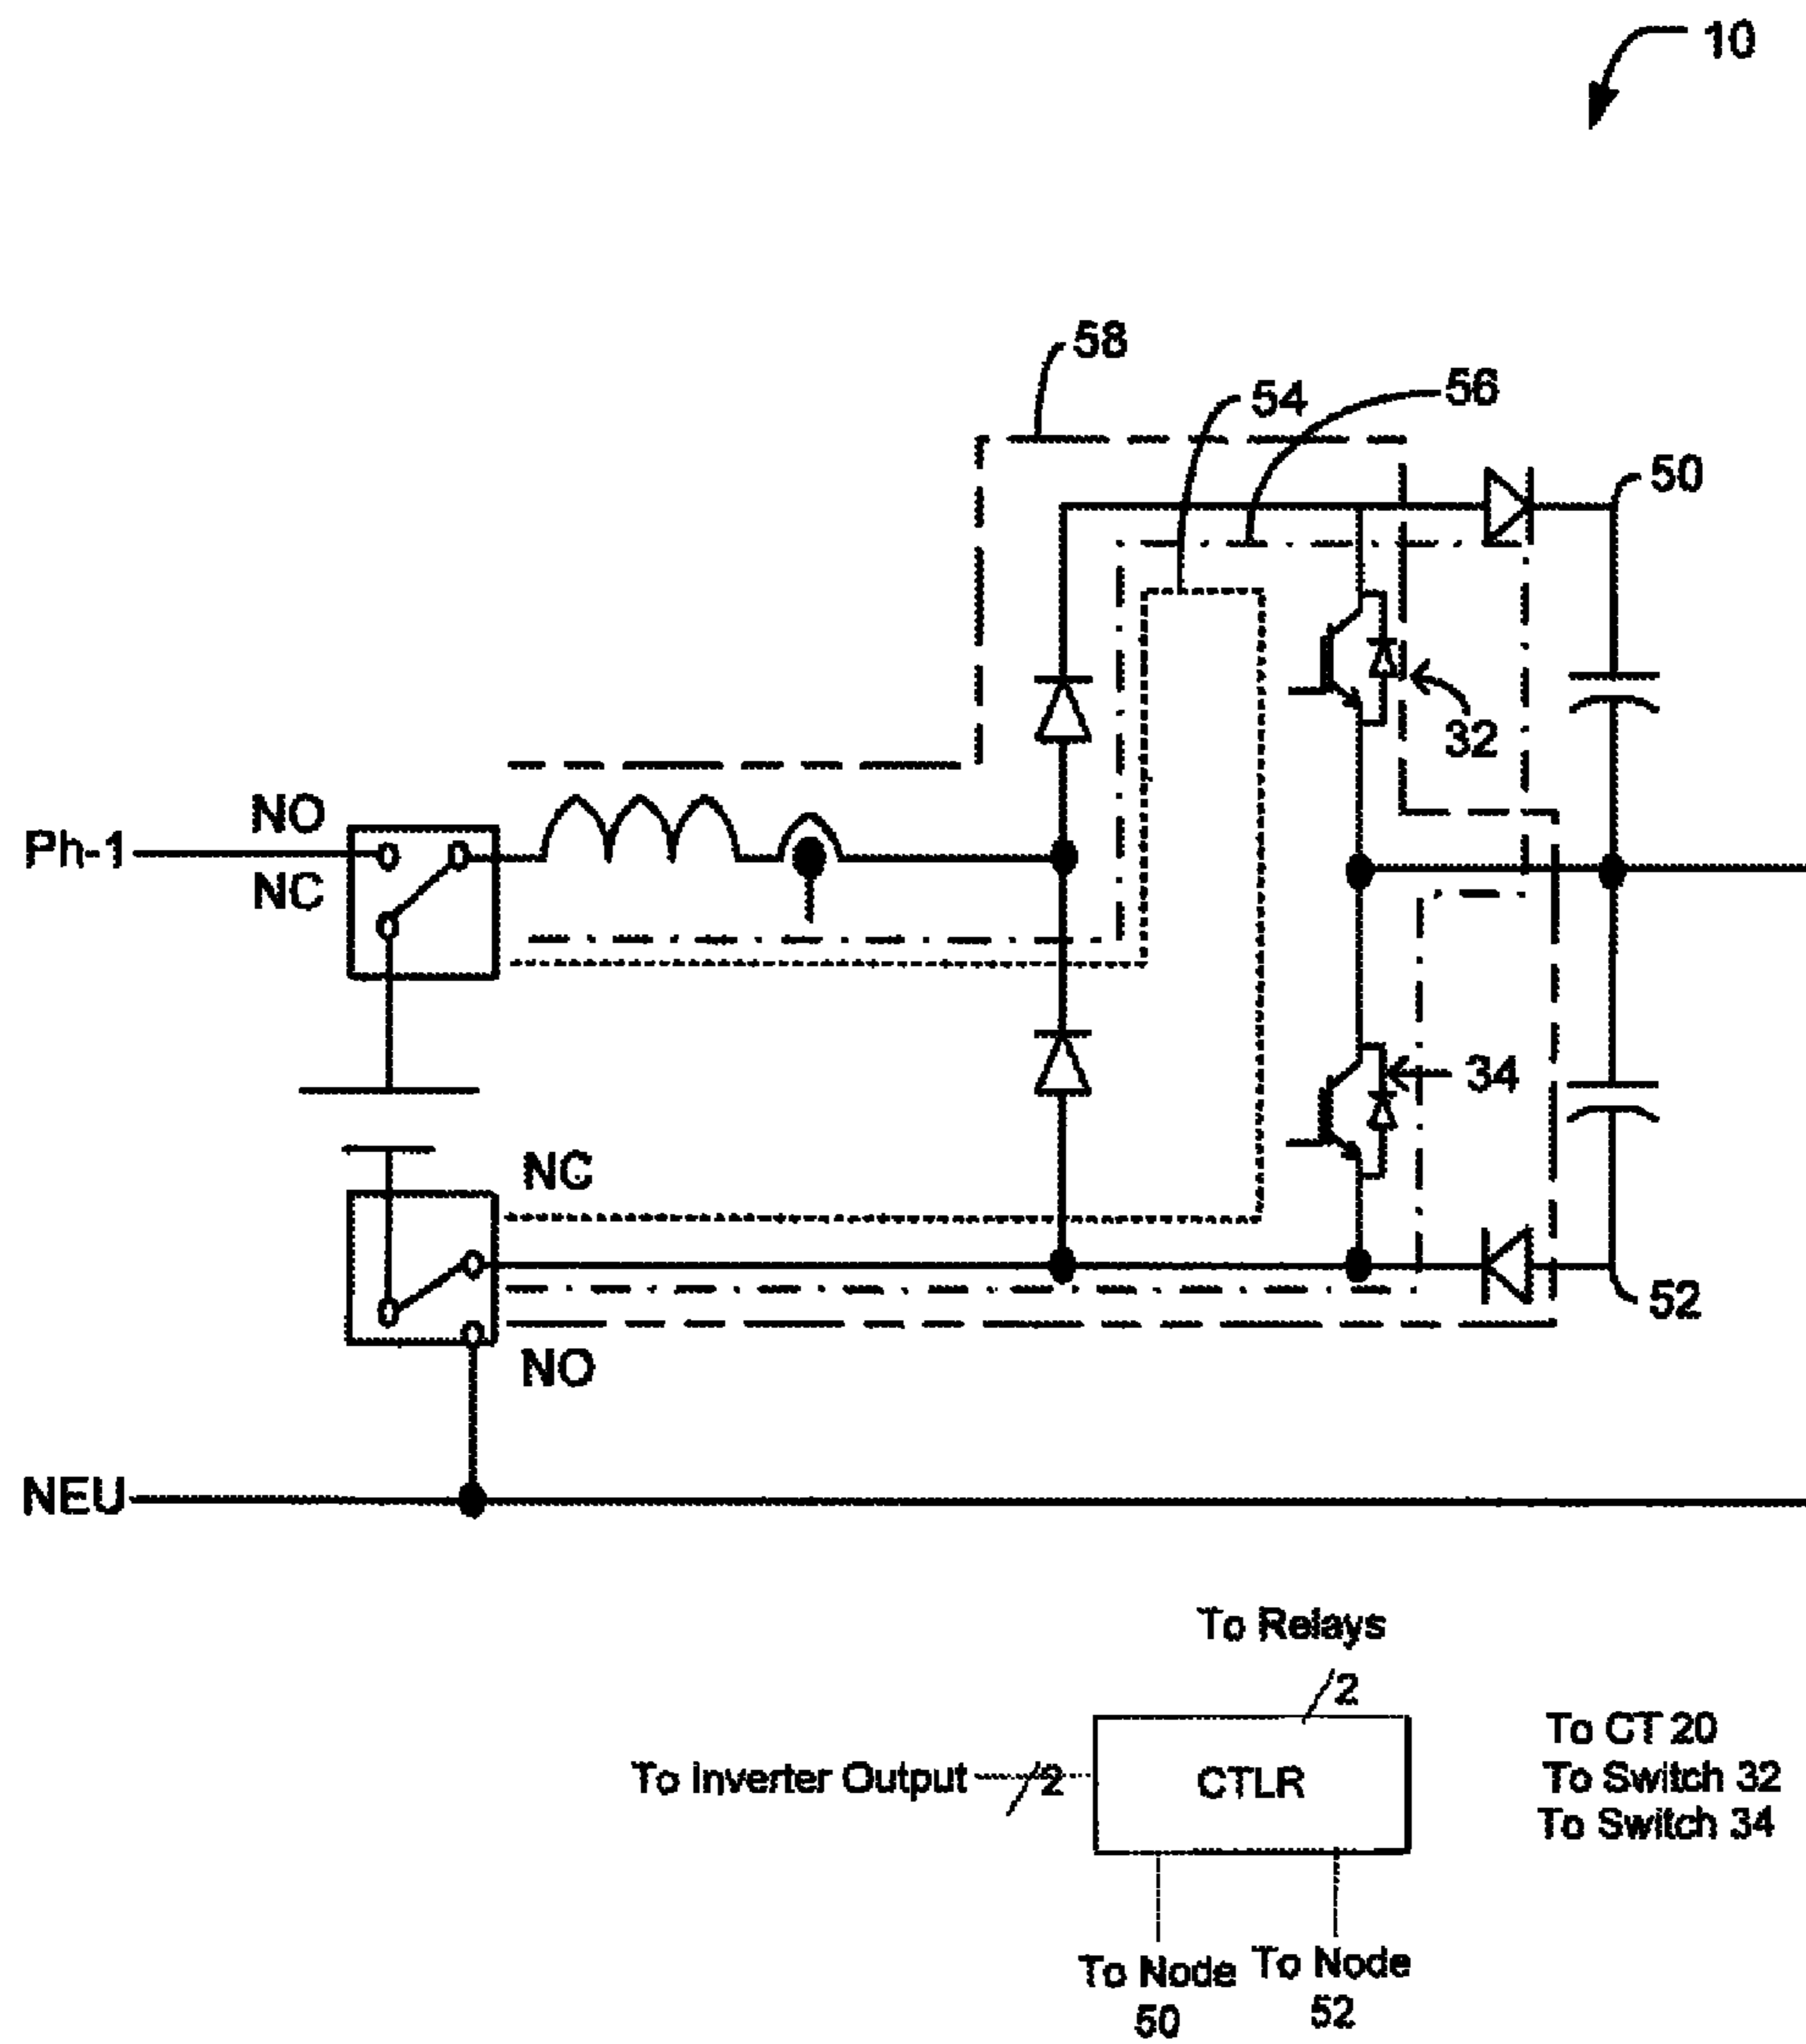 10
58
54
56
50
32
NO
Ph-1
NC
34
NC
52
NO
NEU
To Relays
2
To CT 20
To Inverter Output
2
CTLR
To Switch 32
To Switch 34
To Node
50
To Node
52